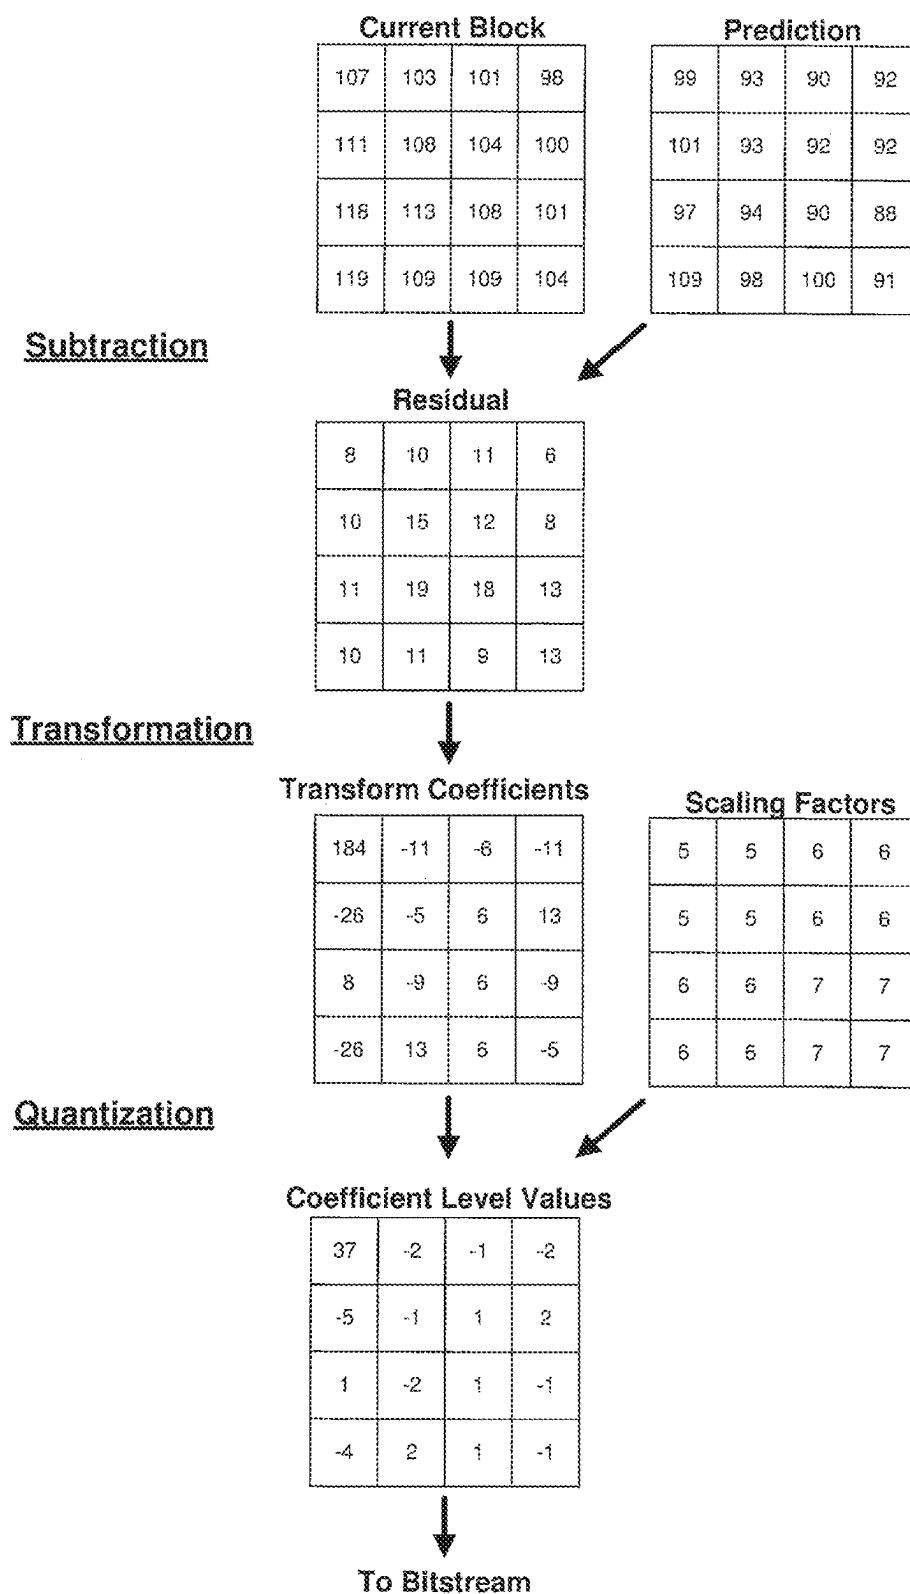 Current Block
Prediction
107 103 101 98
99 93 90 92
111 108 104 100
101 93 92 92
118 113 108 101
97 94 90 88
119 109 109 104
109 98 100 91
Subtraction
Residual
8 10 11 6
10 15 12 8
11 19 18 13
10 11 9 13
Transformation
Transform Coefficients
Scaling Factors
184 -11 -6 -11
5 5 6 6
-26 -5 6 13
5 5 6 6
8 -9 6 -9
6 6 7 7
-26 13 6 -5
6 6 7 7
Quantization
Coefficient Level Values
37 -2 -1 -2
-5 -1 1 2
1 -2 1 -1
-4 2 1 -1
To Bitstream